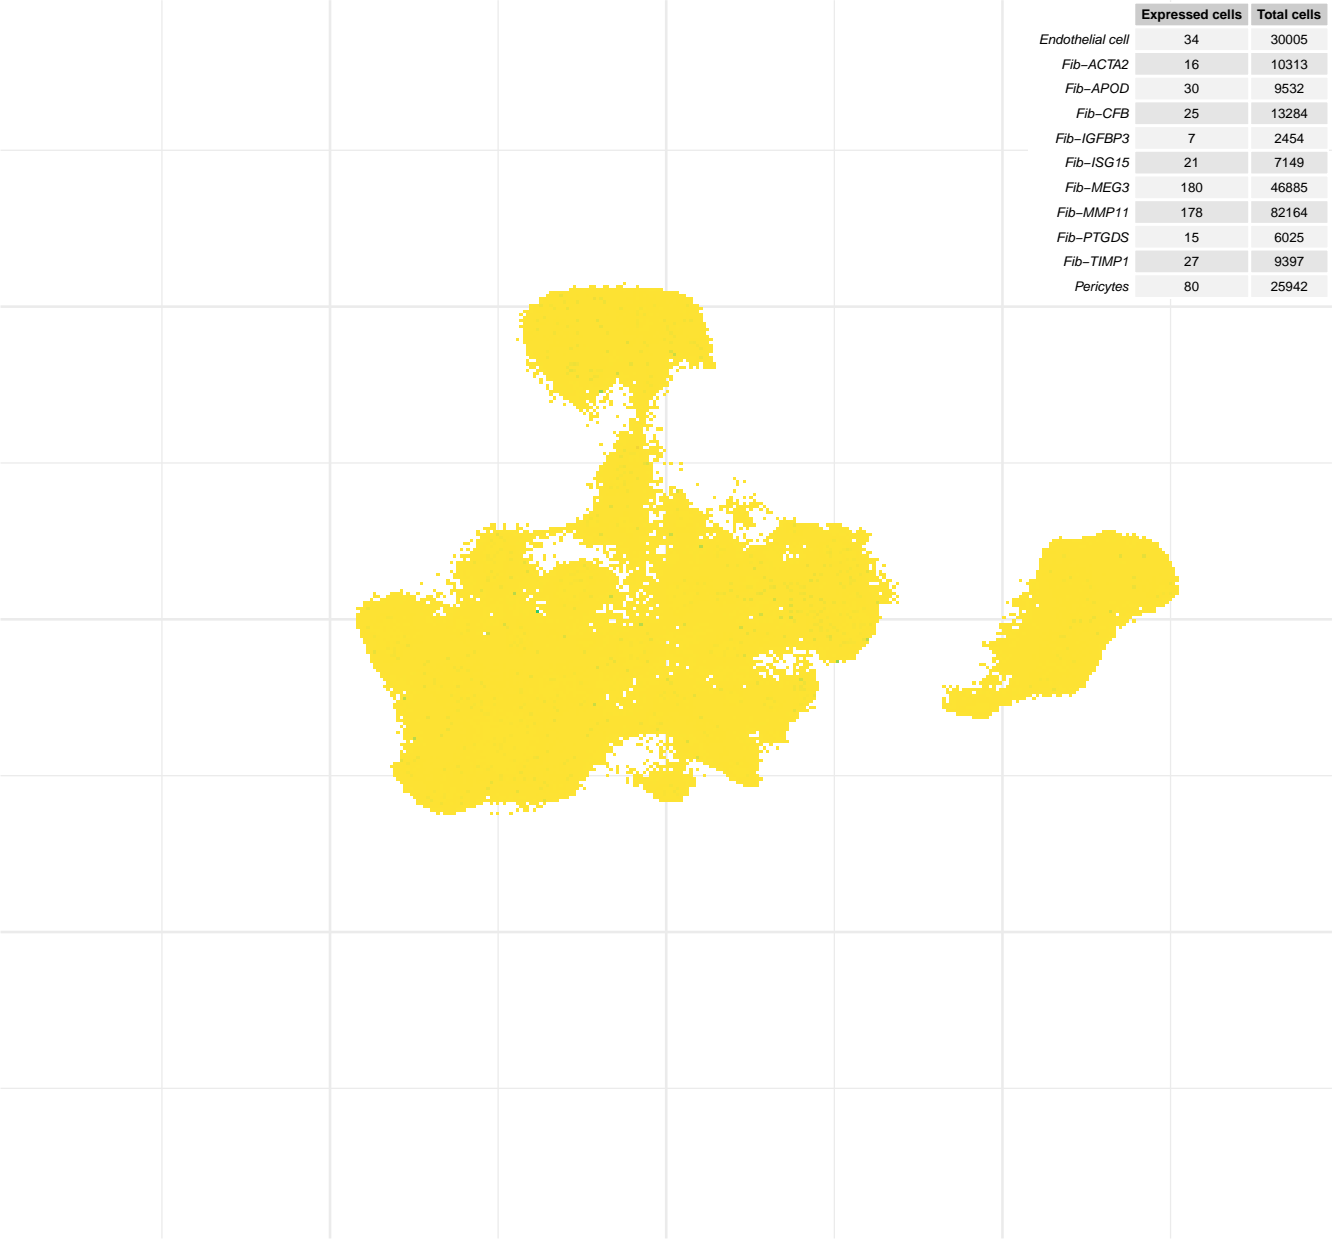 Expressed cells Total cells
Endothelial cell 34 30005
Fib−ACTA2 16 10313
Fib−APOD 30 9532
Fib−CFB 25 13284
Fib−IGFBP3 7 2454
Fib−ISG15 21 7149
Fib−MEG3 180 46885
Fib−MMP11 178 82164
Fib−PTGDS 15 6025
Fib−TIMP1 27 9397
Pericytes 80 25942